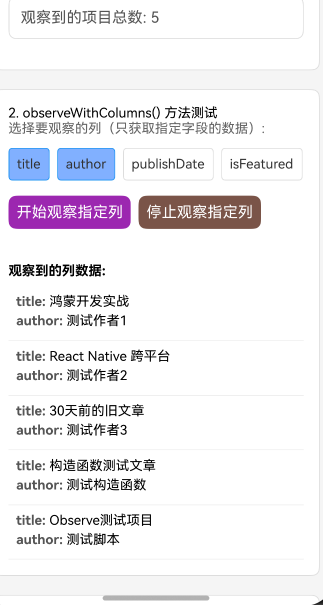 观察到的项目总数: 5
2. observeWithColumns() 方法测试
选择要观察的列（只获取指定字段的数据）:
title author publishDate isFeatured
开始观察指定列 停止观察指定列
观察到的列数据:
title: 鸿蒙开发实战
author: 测试作者1
title: React Native 跨平台
author: 测试作者2
title: 30天前的旧文章
author: 测试作者3
title: 构造函数测试文章
author: 测试构造函数
title: Observe测试项目
author: 测试脚本